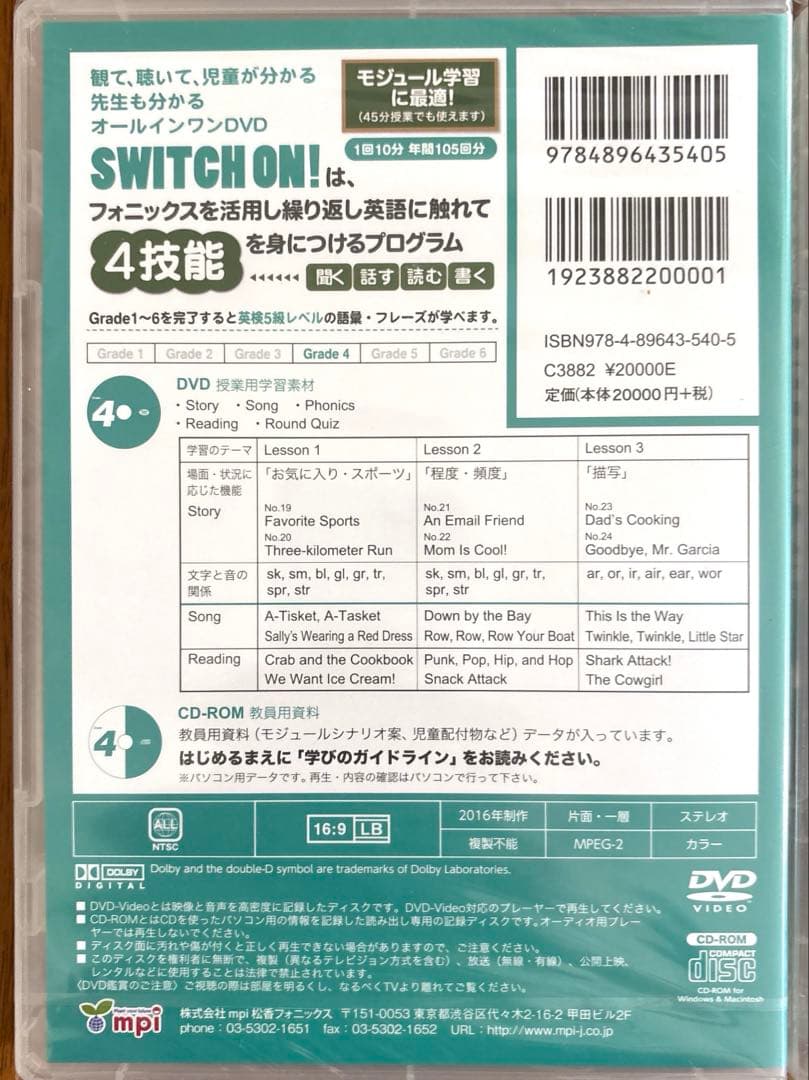 観て、聴いて、児童が分かる
先生も分かる
オールインワンDVD
モジュール学習
に最適!
(45分授業でも使えます)
1回10分 年間105回分
SWITCH ON!は、
フォニックスを活用し繰り返し英語に触れて
4技能を身につけるプログラム
聞く 話す 読む 書く
Grade1〜6を完了すると英検5級レベルの語彙・フレーズが学べます。
Grade 1 Grade 2 Grade 3 Grade 4 Grade 5 Grade 6
9784896435405
1923882200001
ISBN978-4-89643-540-5
C3882 ¥20000E
定価(本体20000円+税)
4
DVD 授業用学習素材
・Story ・Song ・Phonics
・Reading ・Round Quiz
学習のテーマ Lesson 1 Lesson 2 Lesson 3
場面・状況に 「お気に入り・スポーツ」 「程度・頻度」 「描写」
応じた機能
Story No.19 No.21 No.23
Favorite Sports An Email Friend Dad's Cooking
No.20 No.22 No.24
Three-kilometer Run Mom Is Cool! Goodbye, Mr. Garcia
文字と音の sk, sm, bl, gl, gr, tr, sk, sm, bl, gl, gr, tr, ar, or, ir, air, ear, wor
関係 spr, str spr, str
Song A-Tisket, A-Tasket Down by the Bay This Is the Way
Sally's Wearing a Red Dress Row, Row, Row Your Boat Twinkle, Twinkle, Little Star
Reading Crab and the Cookbook Punk, Pop, Hip, and Hop Shark Attack!
We Want Ice Cream! Snack Attack The Cowgirl
4
CD-ROM 教員用資料
教員用資料(モジュールシナリオ案、児童配付物など)データが入っています。
はじめるまえに「学びのガイドライン」をお読みください。
※パソコン用データです。再生・内容の確認はパソコンで行って下さい。
ALL
NTSC
16:9 LB
2016年制作 片面・一層 ステレオ
複製不能 MPEG-2 カラー
DOLBY
DIGITAL
Dolby and the double-D symbol are trademarks of Dolby Laboratories.
DVD
VIDEO
■ DVD-Videoとは映像と音声を高密度に記録したディスクです。DVD-Video対応のプレーヤーで再生してください。
■ CD-ROMとはCDを使ったパソコン用の情報を記録した読み出し専用の記録ディスクです。オーディオ用プレー
ヤーでは再生しないでください。
■ ディスク面に汚れや傷が付くと正しく再生できない場合がありますので、ご注意ください。
■ このディスクを権利者に無断で、複製(異なるテレビジョン方式を含む)、放送(無線・有線)、公開上映、
レンタルなどに使用することは法律で禁止されています。
〈DVD鑑賞のご注意〉ご視聴の際は部屋を明るくし、なるべくTVより離れてご覧ください。
CD-ROM
COMPACT
disc
CD-ROM for
Windows & Macintosh
mpi
株式会社 mpi 松香フォニックス 〒151-0053 東京都渋谷区代々木2-16-2 甲田ビル2F
phone : 03-5302-1651 fax : 03-5302-1652 URL : http://www.mpi-j.co.jp